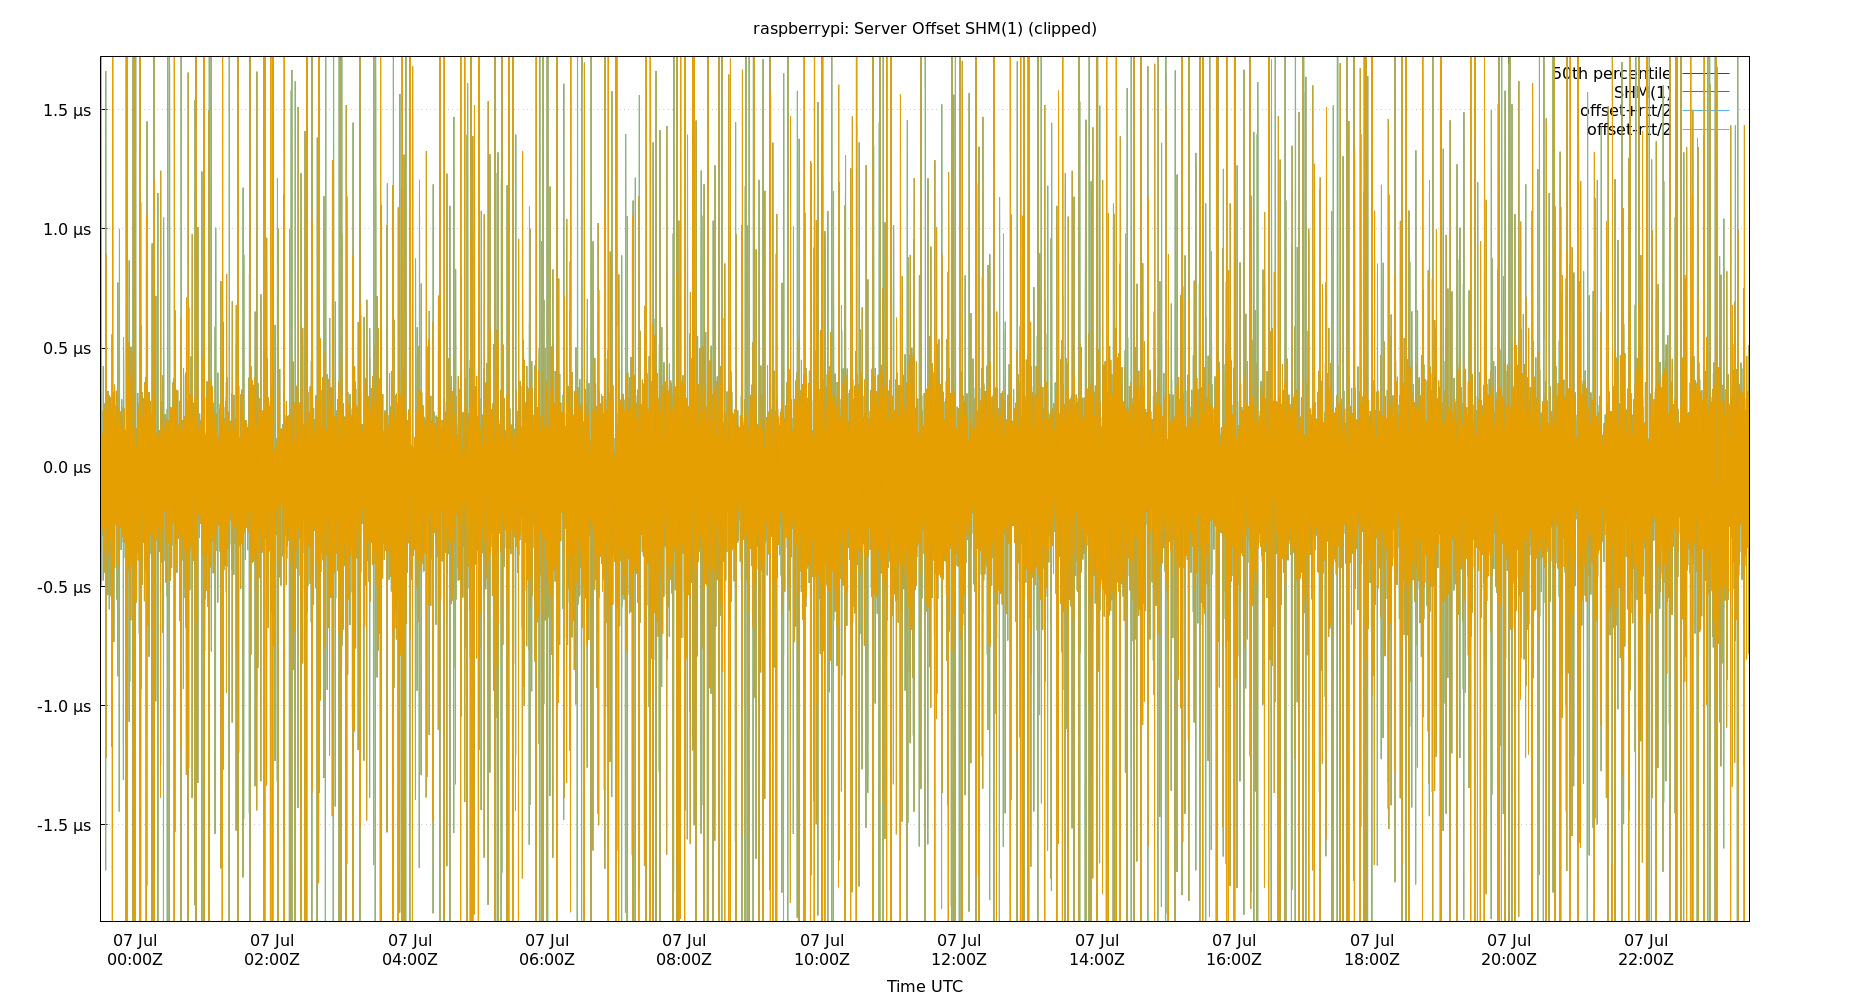 raspberrypi: Server Offset SHM(1) (clipped)
50th percentile
SHM(1)
offset+rtt/2
offset-rtt/2
1.5 µs
1.0 µs
0.5 µs
0.0 µs
-0.5 µs
-1.0 µs
-1.5 µs
07 Jul 07 Jul 07 Jul 07 Jul 07 Jul 07 Jul 07 Jul 07 Jul 07 Jul 07 Jul 07 Jul 07 Jul
00:00Z 02:00Z 04:00Z 06:00Z 08:00Z 10:00Z 12:00Z 14:00Z 16:00Z 18:00Z 20:00Z 22:00Z
Time UTC